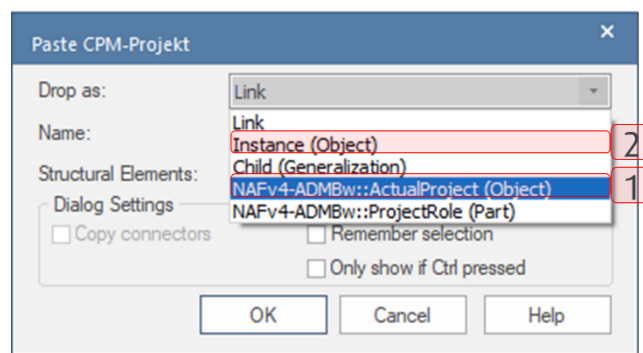 Paste CPM-Projekt
×
Drop as:
Link
Link
Name:
Instance (Object)
2
Child (Generalization)
Structural Elements:
NAFv4-ADMBw::ActualProject (Object)
1
Dialog Settings
NAFv4-ADMBw::ProjectRole (Part)
Copy connectors
Remember selection
Only show if Ctrl pressed
OK
Cancel
Help